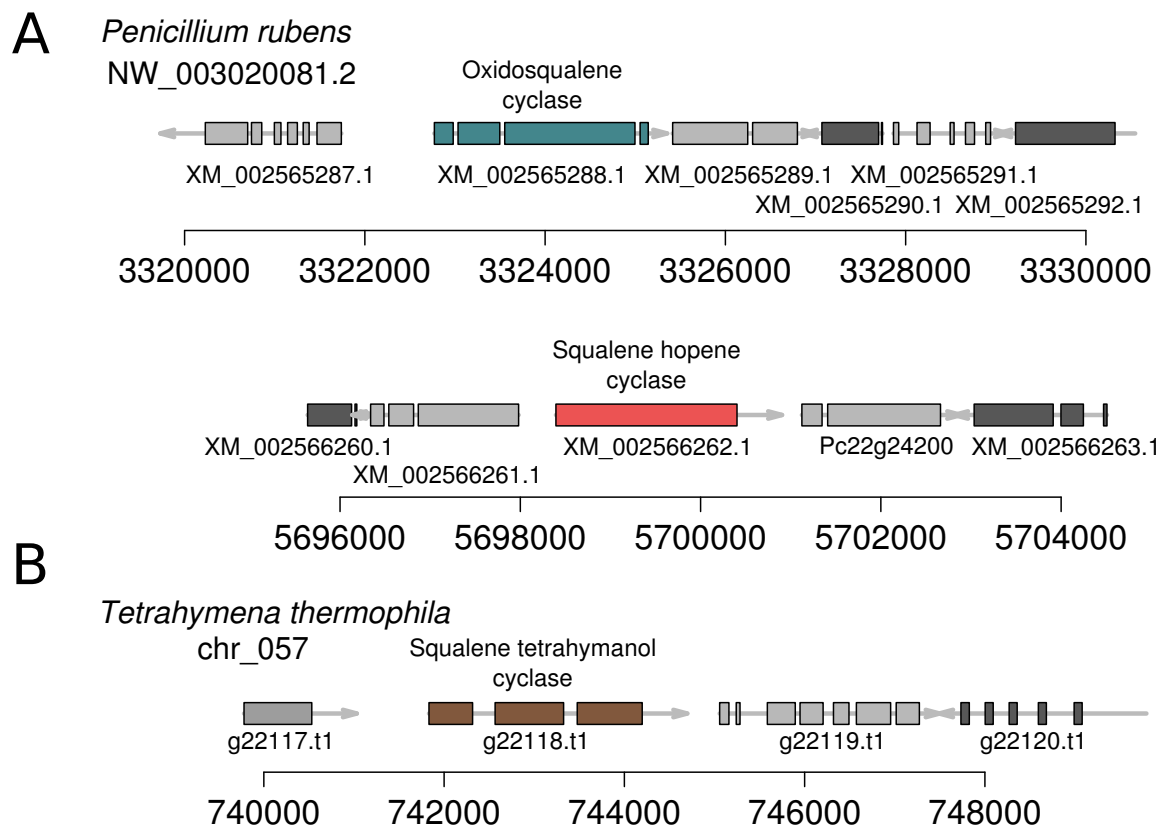 A
Penicillium rubens
NW_003020081.2
Oxidosqualene
cyclase
XM_002565287.1 XM_002565288.1 XM_002565289.1 XM_002565291.1
XM_002565290.1 XM_002565292.1
3320000 3322000 3324000 3326000 3328000 3330000
Squalene hopene
cyclase
XM_002566260.1 XM_002566262.1 Pc22g24200 XM_002566263.1
XM_002566261.1
5696000 5698000 5700000 5702000 5704000
B
Tetrahymena thermophila
chr_057
Squalene tetrahymanol
cyclase
g22117.t1 g22118.t1 g22119.t1 g22120.t1
740000 742000 744000 746000 748000